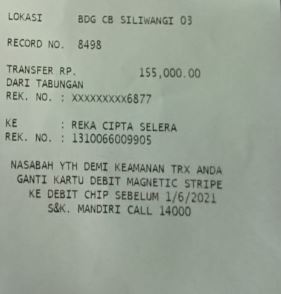 LOKASI BDG CB SILIWANGI 03
RECORD NO. 8498
TRANSFER RP. 155,000.00
DARI TABUNGAN
REK. NO. : XXXXXXXXX6877
KE : REKA CIPTA SELERA
REK. NO. : 1310066009905
NASABAH YTH DEMI KEAMANAN TRX ANDA
GANTI KARTU DEBIT MAGNETIC STRIPE
KE DEBIT CHIP SEBELUM 1/6/2021
S&K. MANDIRI CALL 14000